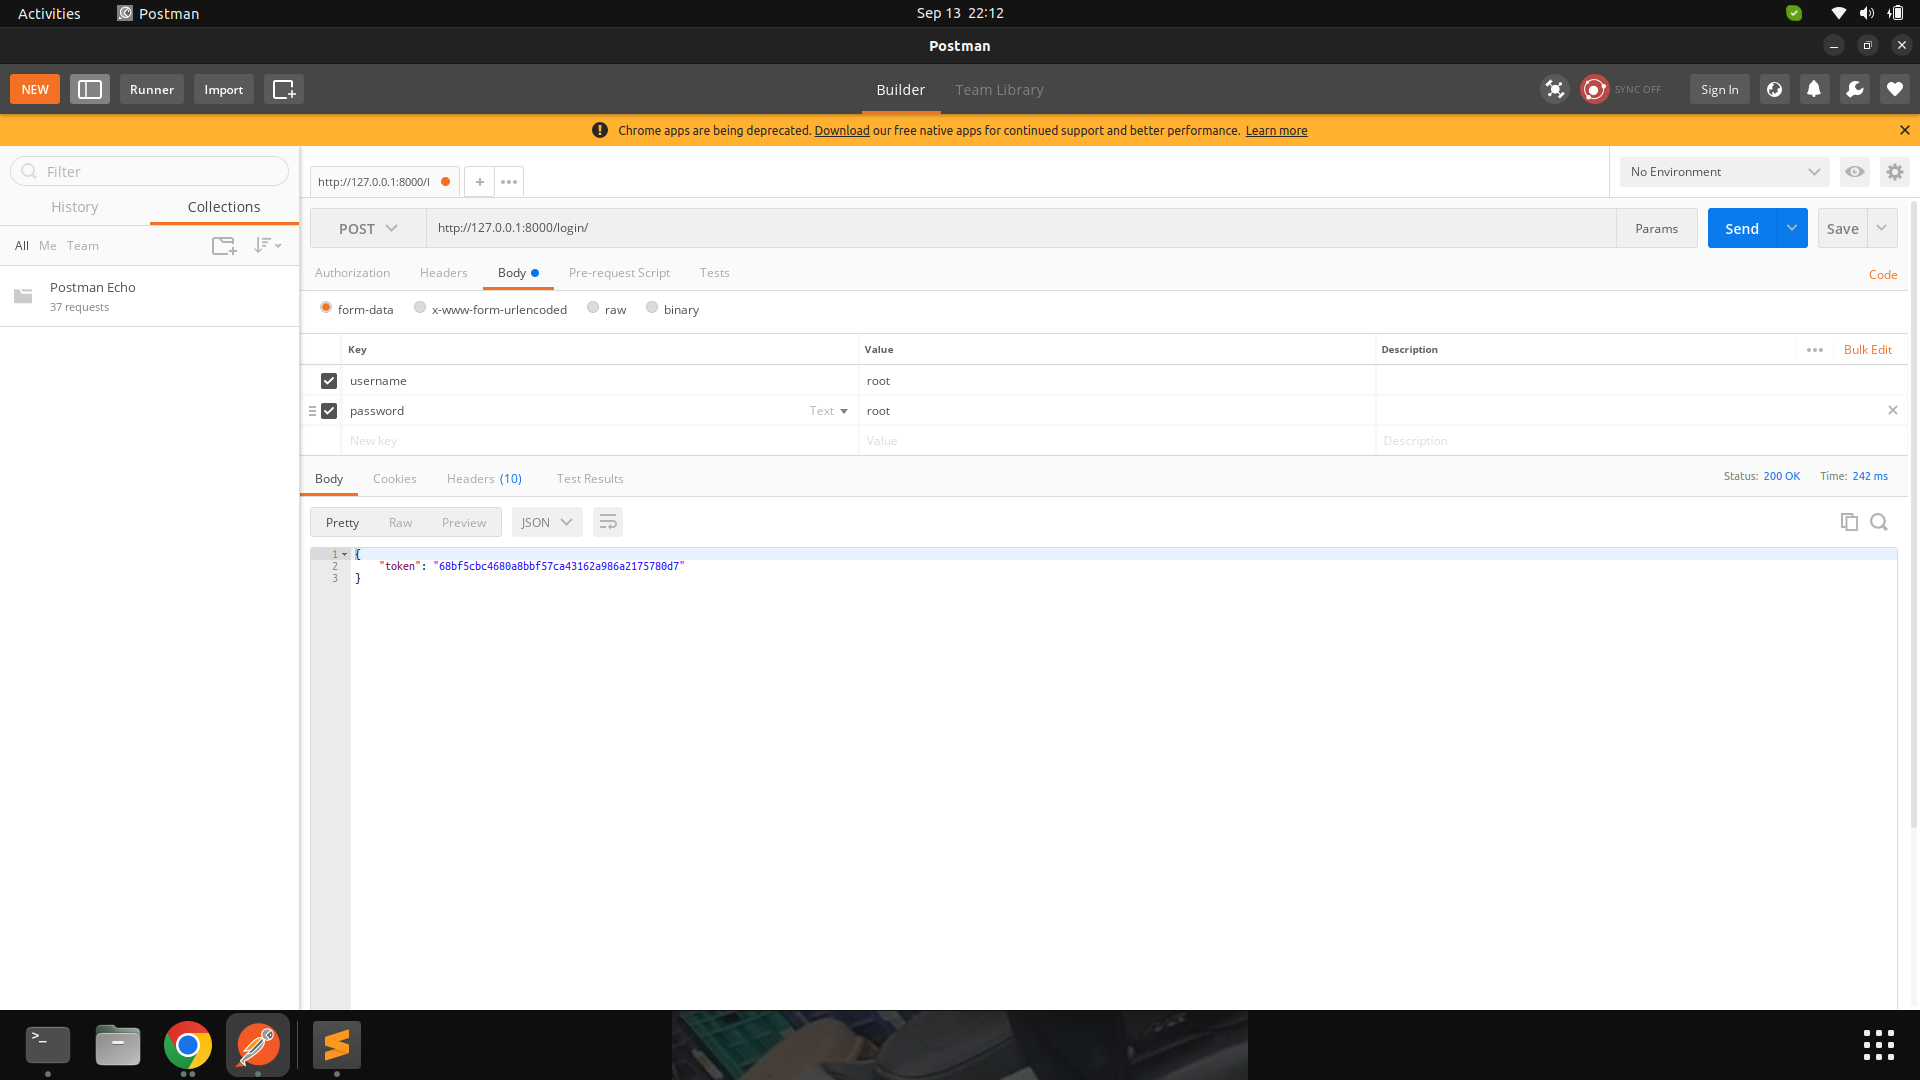 Activities Postman Sep 13 22:12
Postman
NEW Runner Import Builder Team Library SYNC OFF Sign In
Chrome apps are being deprecated. Download our free native apps for continued support and better performance. Learn more
Filter
History Collections
All Me Team
Postman Echo
37 requests
http://127.0.0.1:8000/l
No Environment
POST http://127.0.0.1:8000/login/ Params Send Save
Authorization Headers Body Pre-request Script Tests Code
form-data x-www-form-urlencoded raw binary
Key Value Description Bulk Edit
username root
password Text root
New key Value Description
Body Cookies Headers (10) Test Results Status: 200 OK Time: 242 ms
Pretty Raw Preview JSON
1 {
2 "token": "68bf5cbc4680a8bbf57ca43162a986a2175780d7"
3 }